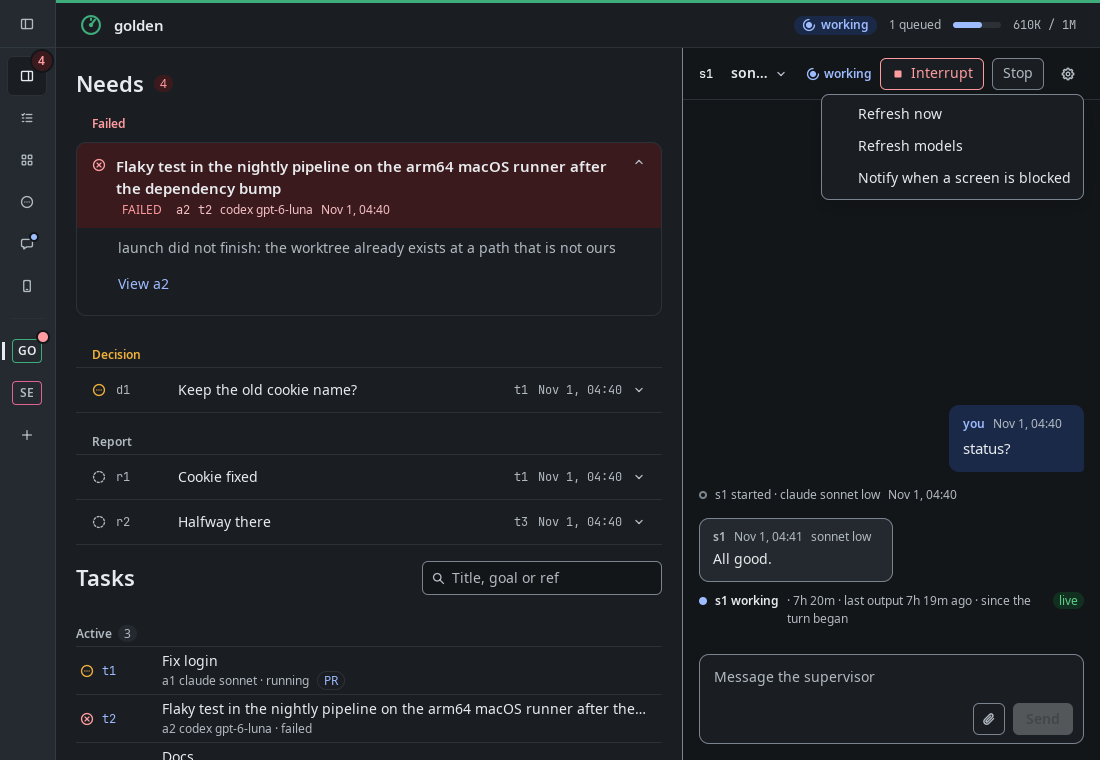 golden
working
1 queued
610K / 1M
4
GO
SE
Needs 4
Failed
Flaky test in the nightly pipeline on the arm64 macOS runner after
the dependency bump
FAILED a2 t2 codex gpt-6-luna Nov 1, 04:40
launch did not finish: the worktree already exists at a path that is not ours
View a2
Decision
d1 Keep the old cookie name? t1 Nov 1, 04:40
Report
r1 Cookie fixed t1 Nov 1, 04:40
r2 Halfway there t3 Nov 1, 04:40
Tasks
Title, goal or ref
Active 3
t1 Fix login
a1 claude sonnet · running PR
t2 Flaky test in the nightly pipeline on the arm64 macOS runner after the…
a2 codex gpt-6-luna · failed
Docs
s1 son... working Interrupt Stop
Refresh now
Refresh models
Notify when a screen is blocked
you Nov 1, 04:40
status?
s1 started · claude sonnet low Nov 1, 04:40
s1 Nov 1, 04:41 sonnet low
All good.
s1 working · 7h 20m · last output 7h 19m ago · since the live
turn began
Message the supervisor
Send